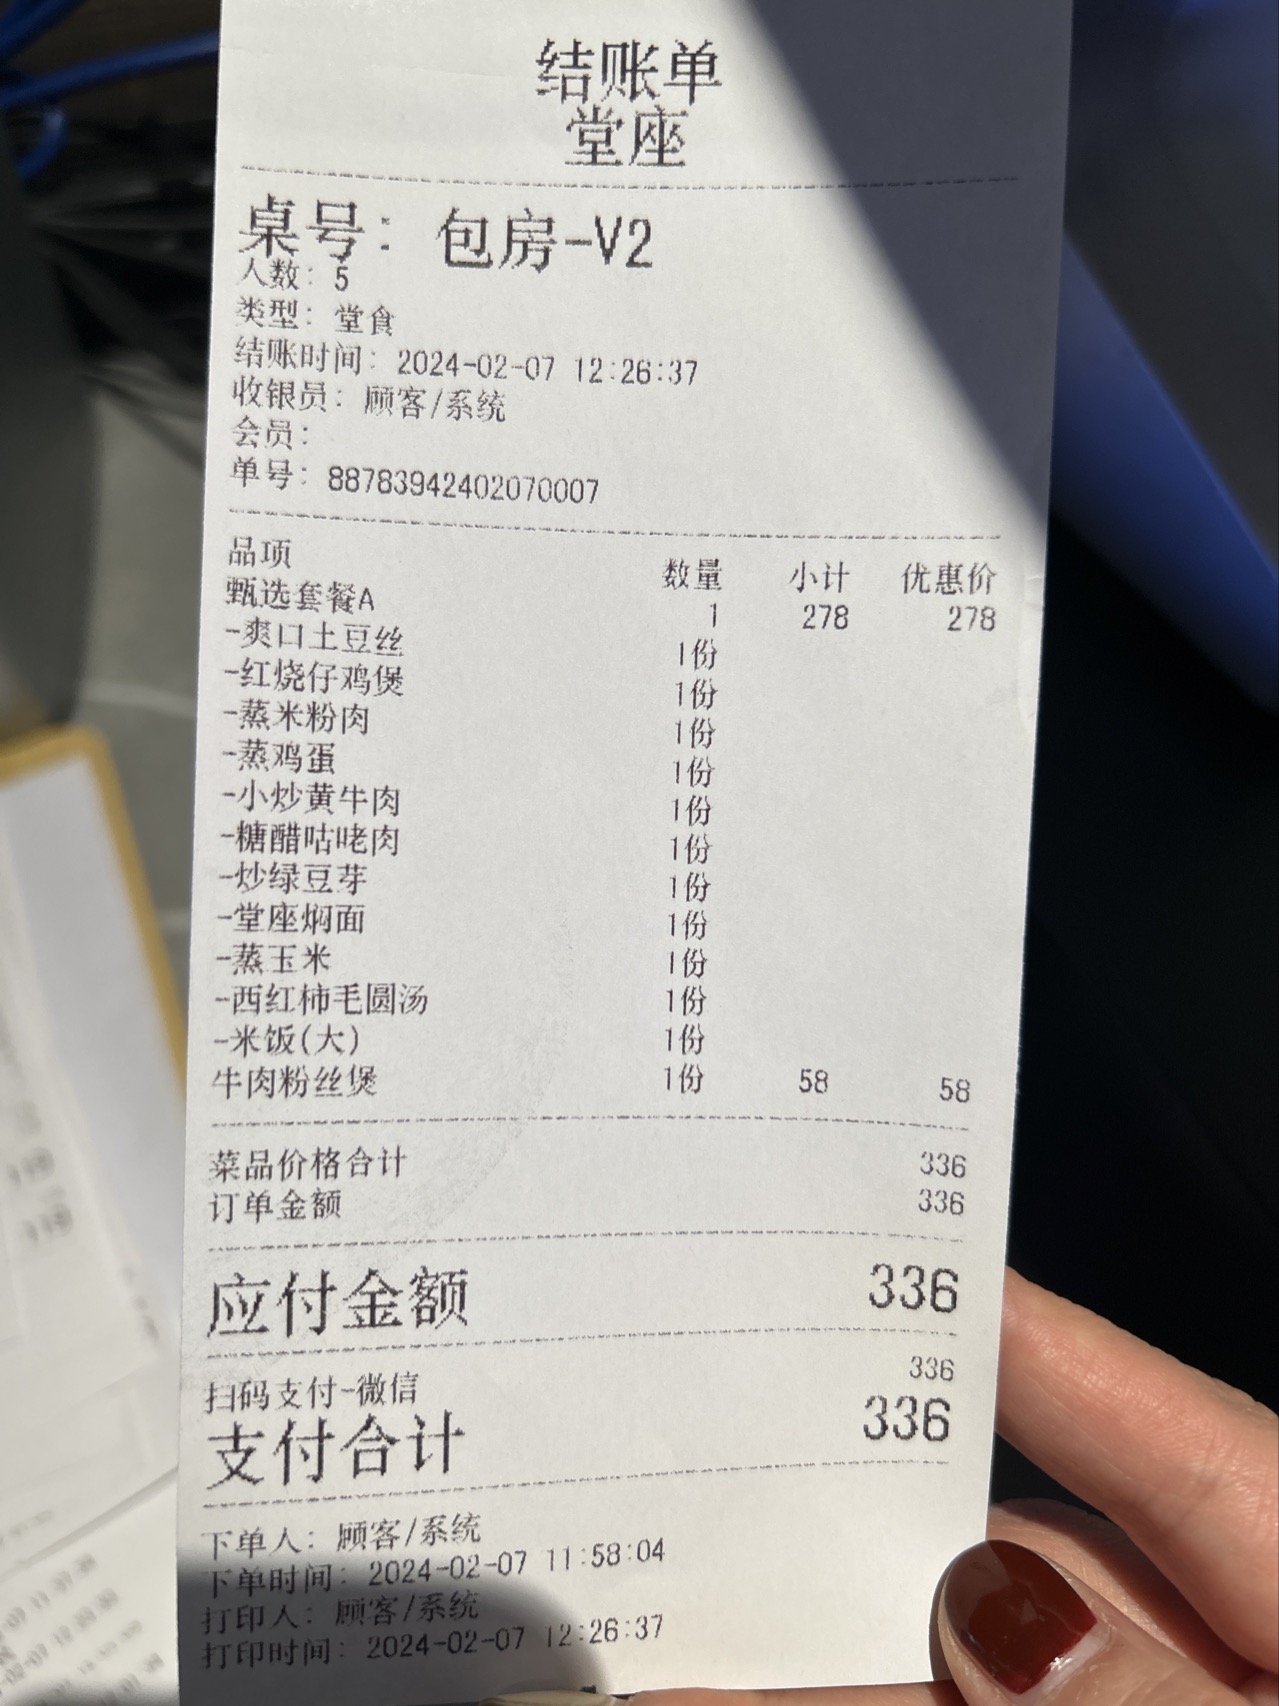 结账单
堂座
桌号: 包房-V2
人数: 5
类型: 堂食
结账时间: 2024-02-07 12:26:37
收银员: 顾客/系统
会员:
单号: 88783942402070007
品项 数量 小计 优惠价
甄选套餐A 1 278 278
-爽口土豆丝 1份
-红烧仔鸡煲 1份
-蒸米粉肉 1份
-蒸鸡蛋 1份
-小炒黄牛肉 1份
-糖醋咕咾肉 1份
-炒绿豆芽 1份
-堂座焖面 1份
-蒸玉米 1份
-西红柿毛圆汤 1份
-米饭(大) 1份
牛肉粉丝煲 1份 58 58
菜品价格合计 336
订单金额 336
应付金额 336
扫码支付-微信 336
支付合计 336
下单人: 顾客/系统
下单时间: 2024-02-07 11:58:04
打印人: 顾客/系统
打印时间: 2024-02-07 12:26:37